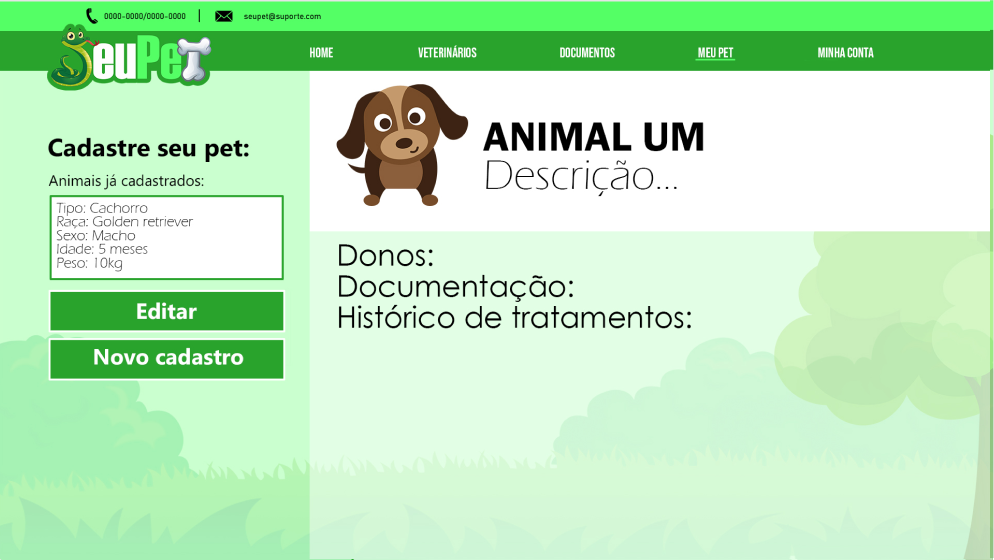 0000-0000/0000-0000 | seupet@suporte.com
SeuPet
HOME VETERINÁRIOS DOCUMENTOS MEU PET MINHA CONTA
Cadastre seu pet:
Animais já cadastrados:
Tipo: Cachorro
Raça: Golden retriever
Sexo: Macho
Idade: 5 meses
Peso: 10kg
Editar
Novo cadastro
ANIMAL UM
Descrição...
Donos:
Documentação:
Histórico de tratamentos: